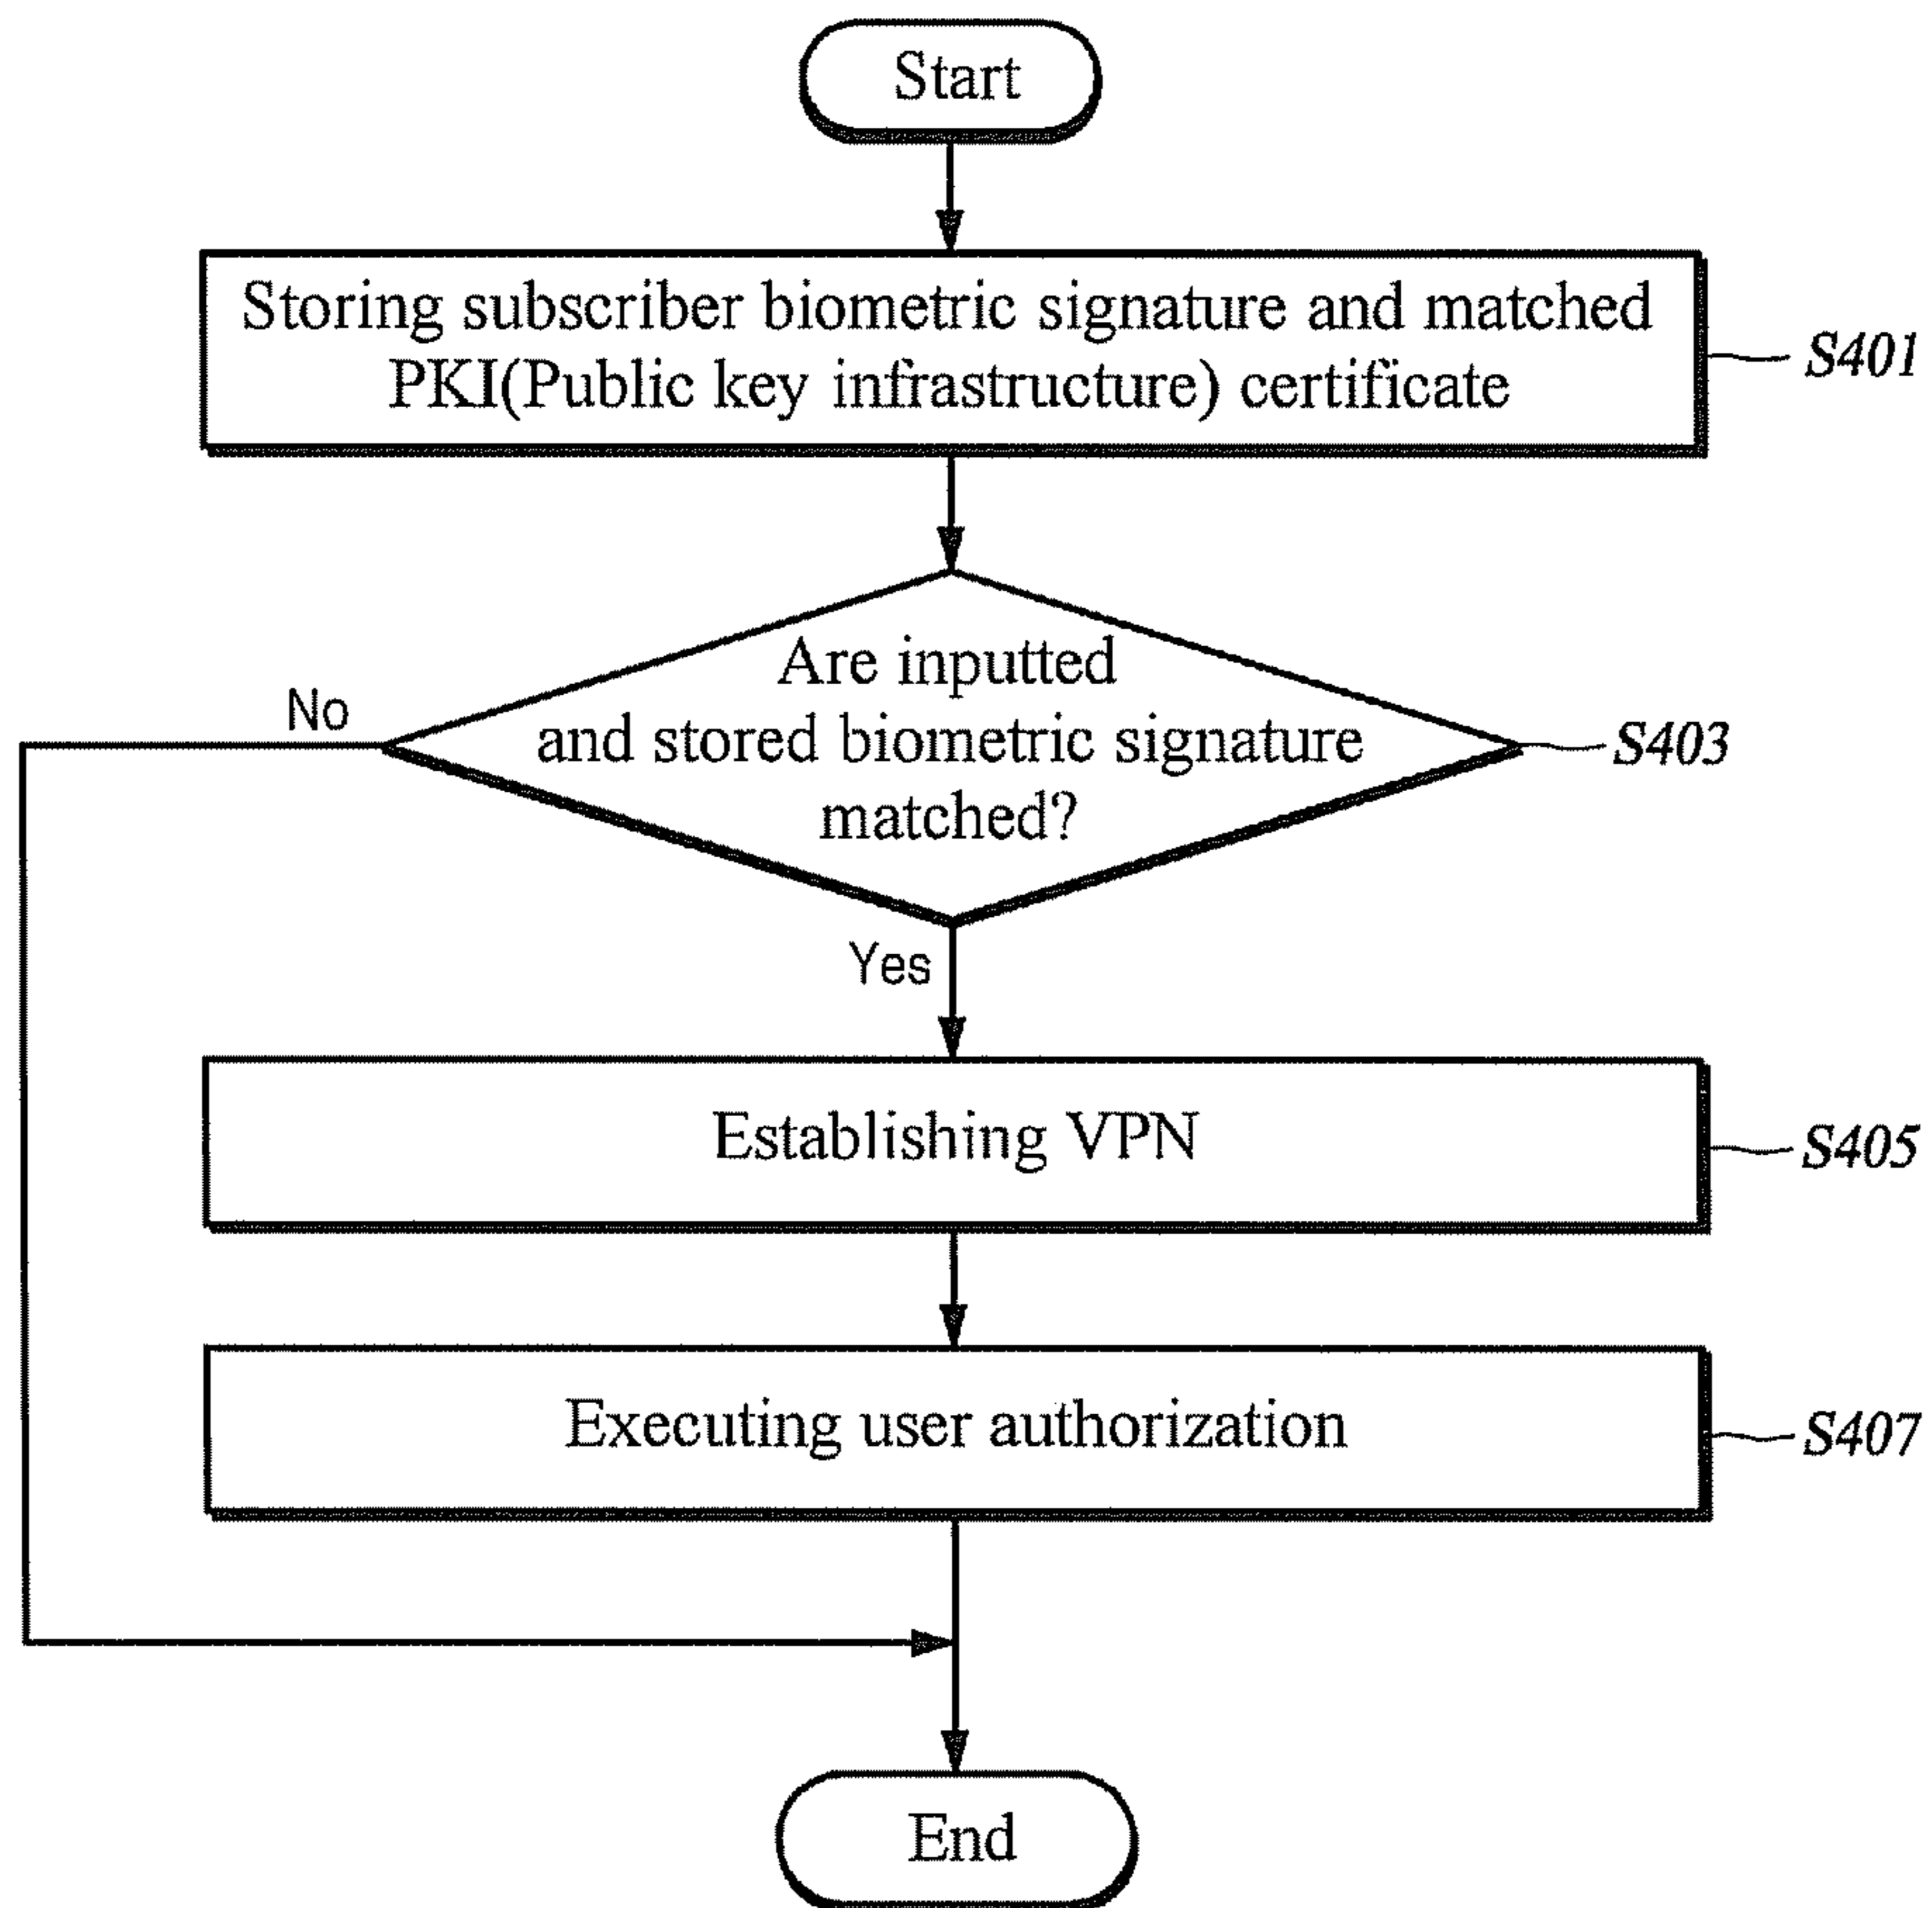 Start
Storing subscriber biometric signature and matched
PKI(Public key infrastructure) certificate
S401
Are inputted
and stored biometric signature
matched?
No
S403
Yes
Establishing VPN
S405
Executing user authorization
S407
End